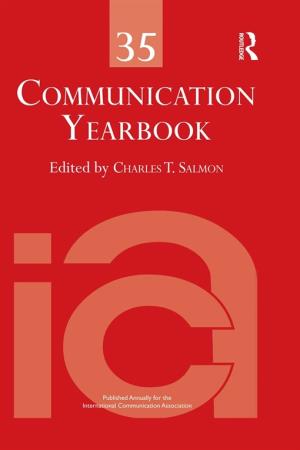 35
ROUTLEDGE
COMMUNICATION
YEARBOOK
Edited by CHARLES T. SALMON
ica
Published Annually for the
International Communication Association